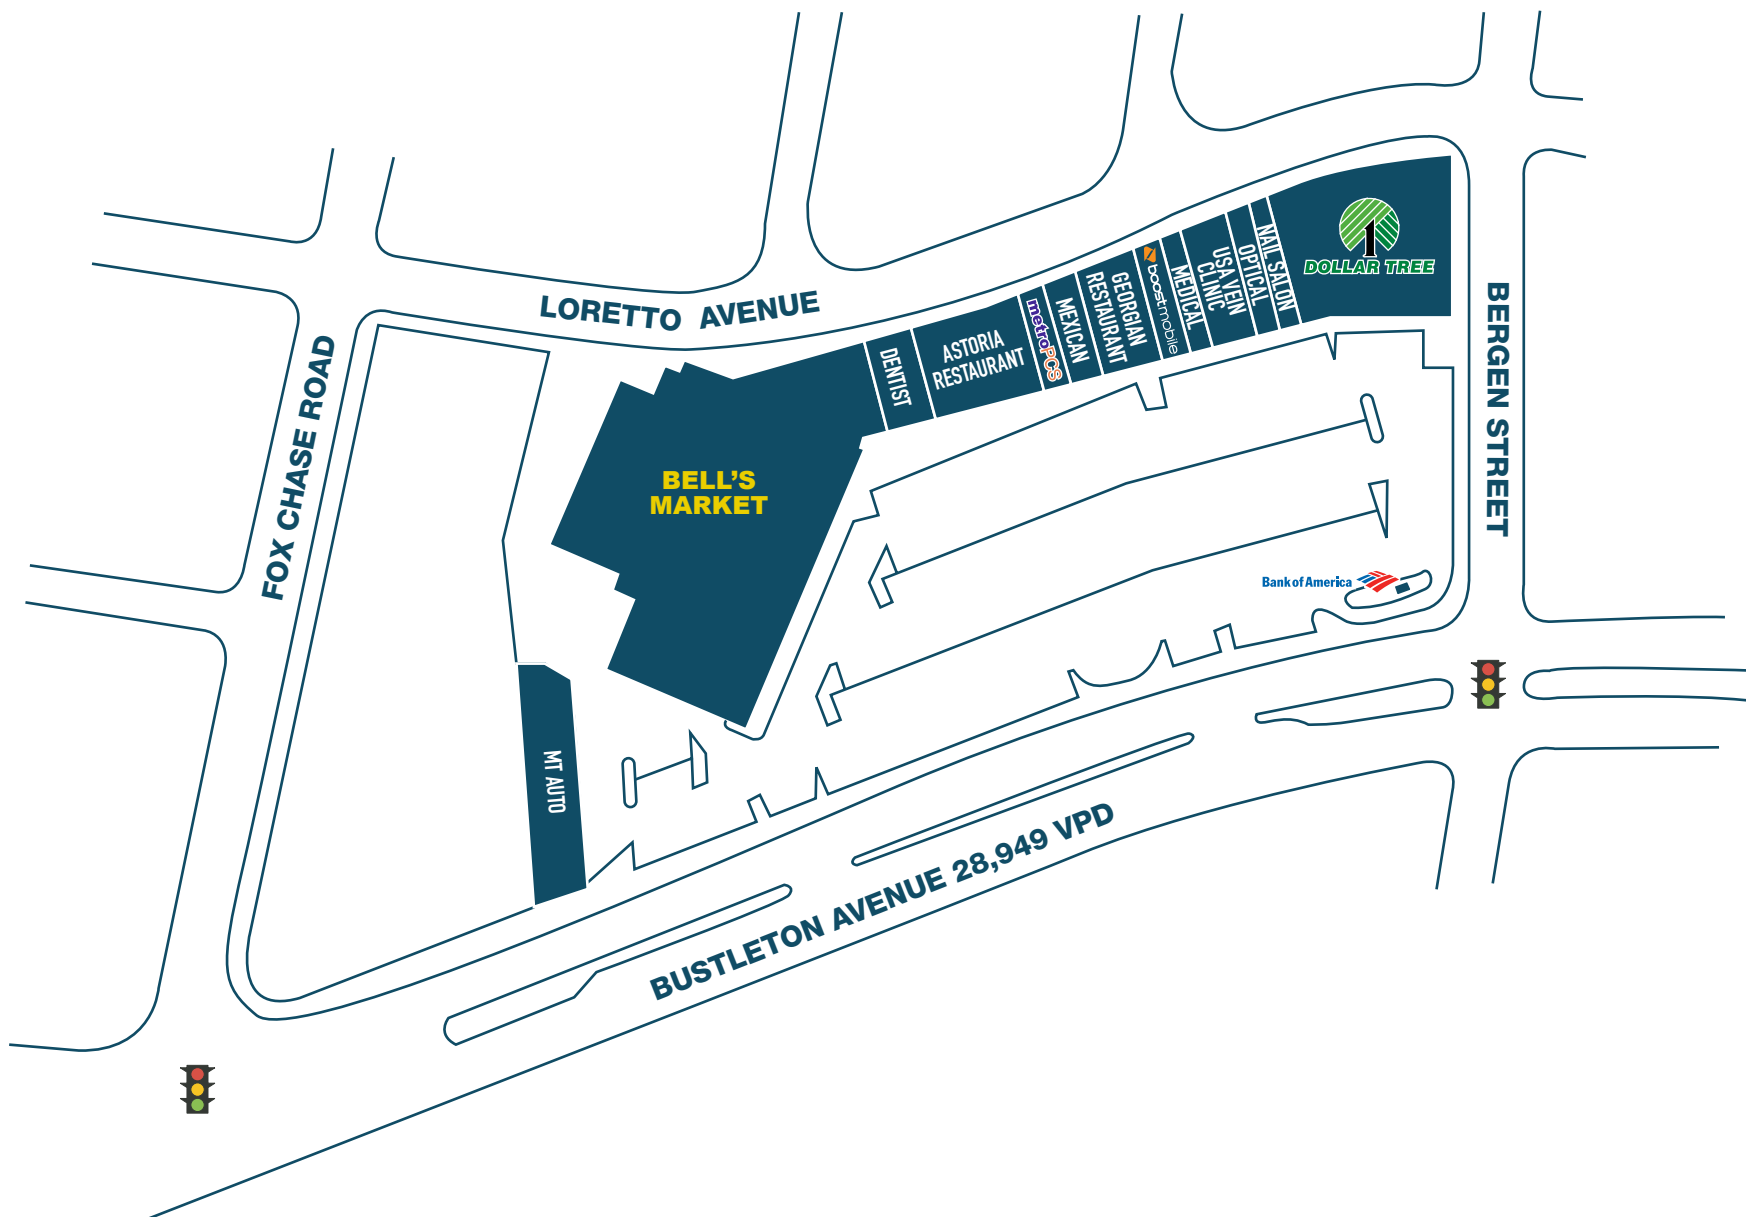 LORETTO AVENUE
FOX CHASE ROAD
BERGEN STREET
BELL'S
MARKET
DENTIST
ASTORIA
RESTAURANT
metroPCS
MEXICAN
GEORGIAN
RESTAURANT
boostmobile
MEDICAL
USA VEIN
CLINIC
OPTICAL
NAIL SALON
1
DOLLAR TREE
Bank of America
MT AUTO
BUSTLETON AVENUE 28,949 VPD